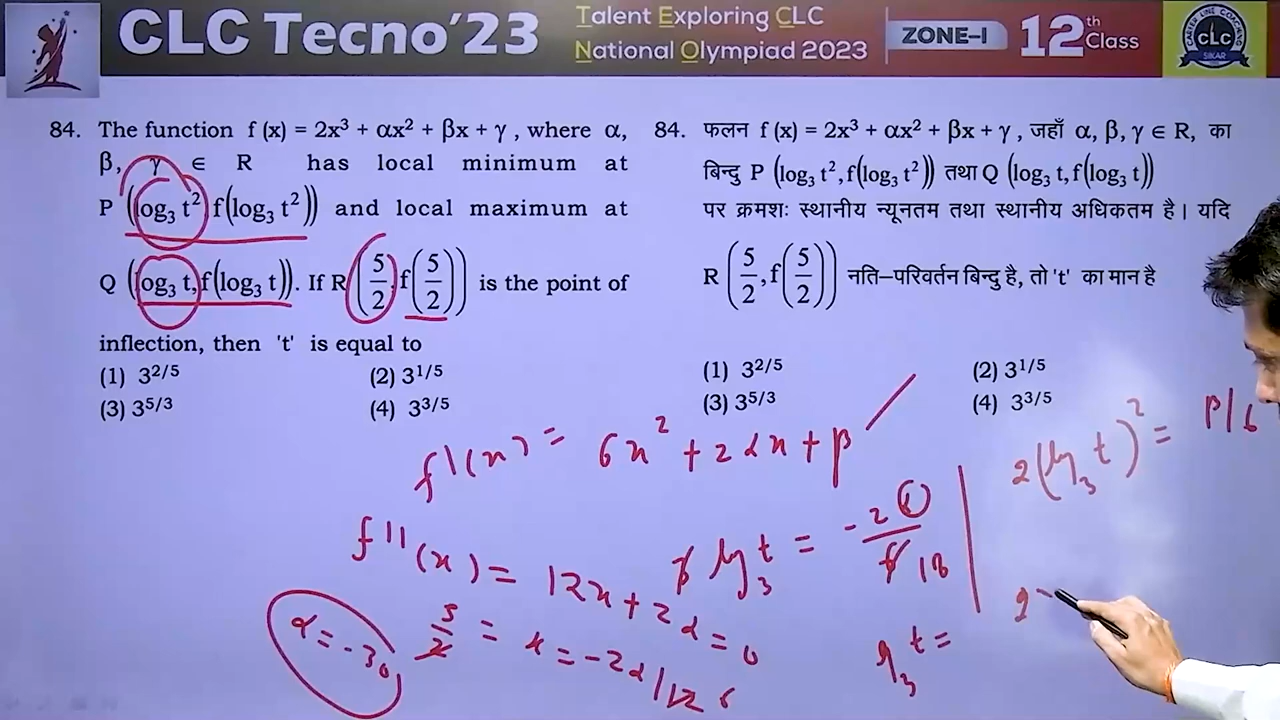 CLC Tecno'23
Talent Exploring CLC
National Olympiad 2023
ZONE-I
12th Class
CLC
SIKAR
84. The function f (x) = 2x³ + αx² + βx + γ , where α,
β, γ ∈ R has local minimum at
P (log₃ t², f(log₃ t²)) and local maximum at
Q (log₃ t, f(log₃ t)). If R (5/2, f(5/2)) is the point of
inflection, then 't' is equal to
(1) 3^2/5 (2) 3^1/5
(3) 3^5/3 (4) 3^3/5
84. फलन f (x) = 2x³ + αx² + βx + γ , जहाँ α, β, γ ∈ R, का
बिन्दु P (log₃ t², f(log₃ t²)) तथा Q (log₃ t, f(log₃ t))
पर क्रमशः स्थानीय न्यूनतम तथा स्थानीय अधिकतम है। यदि
R (5/2, f(5/2)) नति–परिवर्तन बिन्दु है, तो 't' का मान है
(1) 3^2/5 (2) 3^1/5
(3) 3^5/3 (4) 3^3/5
f'(x) = 6x² + 2αx + β
f''(x) = 12x + 2α = 0
5/2 = x = -2α/12 6
α = -30
log₃ t =
2(log₃ t)² = β/6